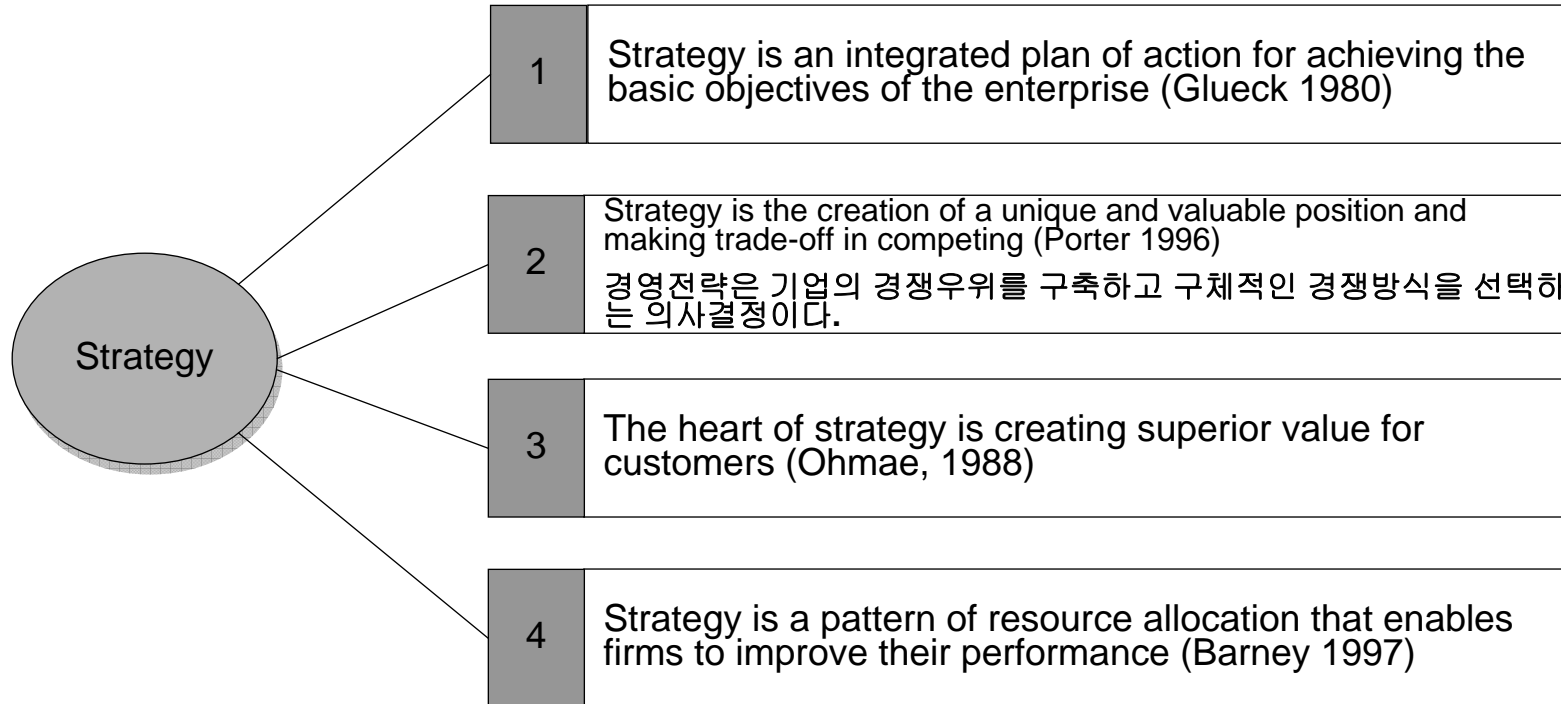 1
Strategy is an integrated plan of action for achieving the
basic objectives of the enterprise (Glueck 1980)
2
Strategy is the creation of a unique and valuable position and
making trade-off in competing (Porter 1996)
경영전략은 기업의 경쟁우위를 구축하고 구체적인 경쟁방식을 선택하
는 의사결정이다.
Strategy
3
The heart of strategy is creating superior value for
customers (Ohmae, 1988)
4
Strategy is a pattern of resource allocation that enables
firms to improve their performance (Barney 1997)